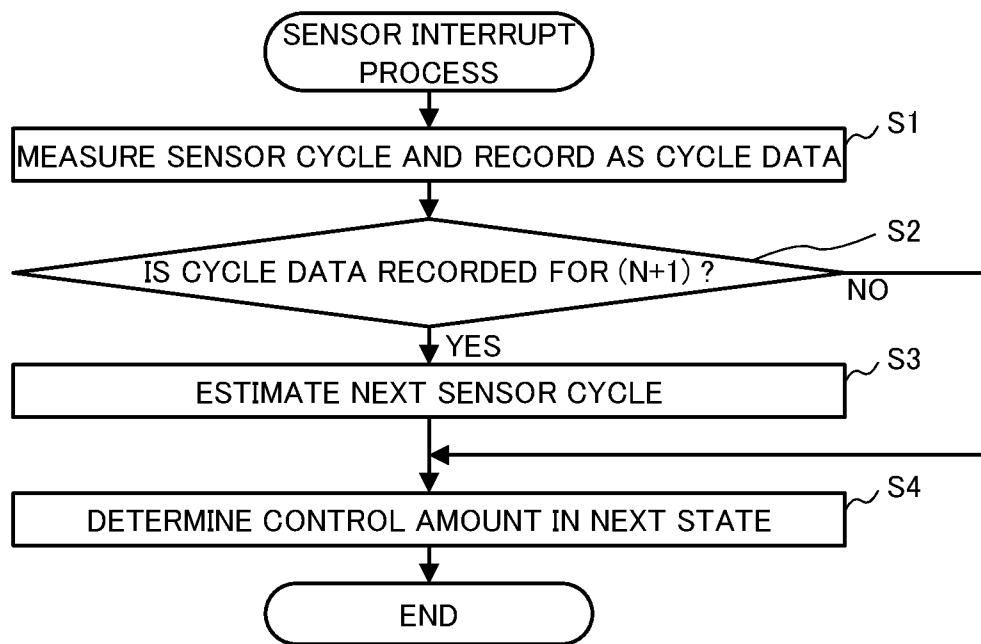 SENSOR INTERRUPT
PROCESS
S1
MEASURE SENSOR CYCLE AND RECORD AS CYCLE DATA
S2
IS CYCLE DATA RECORDED FOR (N+1) ?
NO
YES
S3
ESTIMATE NEXT SENSOR CYCLE
S4
DETERMINE CONTROL AMOUNT IN NEXT STATE
END